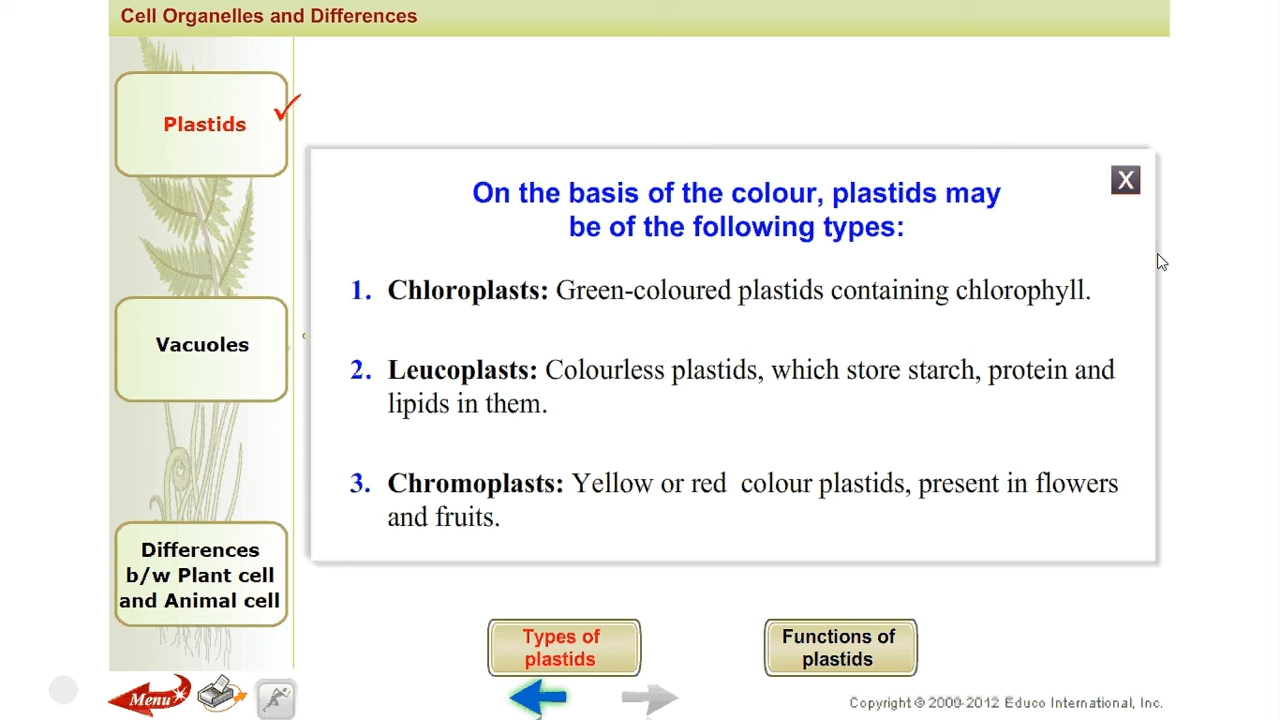 Cell Organelles and Differences
Plastids
Vacuoles
Differences
b/w Plant cell
and Animal cell
X
On the basis of the colour, plastids may
be of the following types:
1. Chloroplasts: Green-coloured plastids containing chlorophyll.
2. Leucoplasts: Colourless plastids, which store starch, protein and
lipids in them.
3. Chromoplasts: Yellow or red colour plastids, present in flowers
and fruits.
Types of
plastids
Functions of
plastids
Menu
Copyright © 2009-2012 Educo International, Inc.